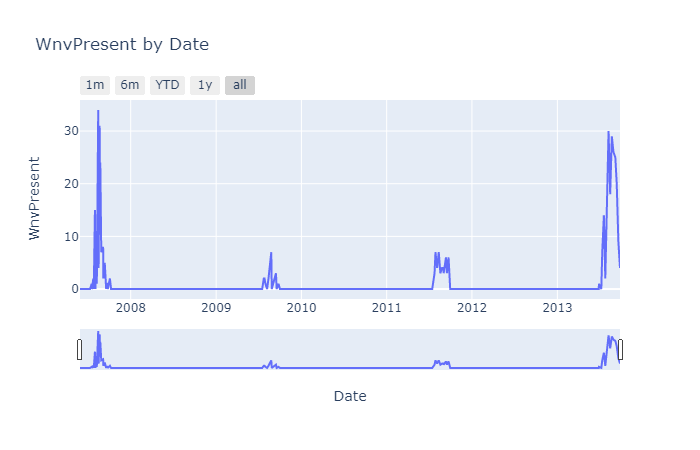 WnvPresent by Date
1m 6m YTD 1y all
WnvPresent
30
20
10
0
2008 2009 2010 2011 2012 2013
Date